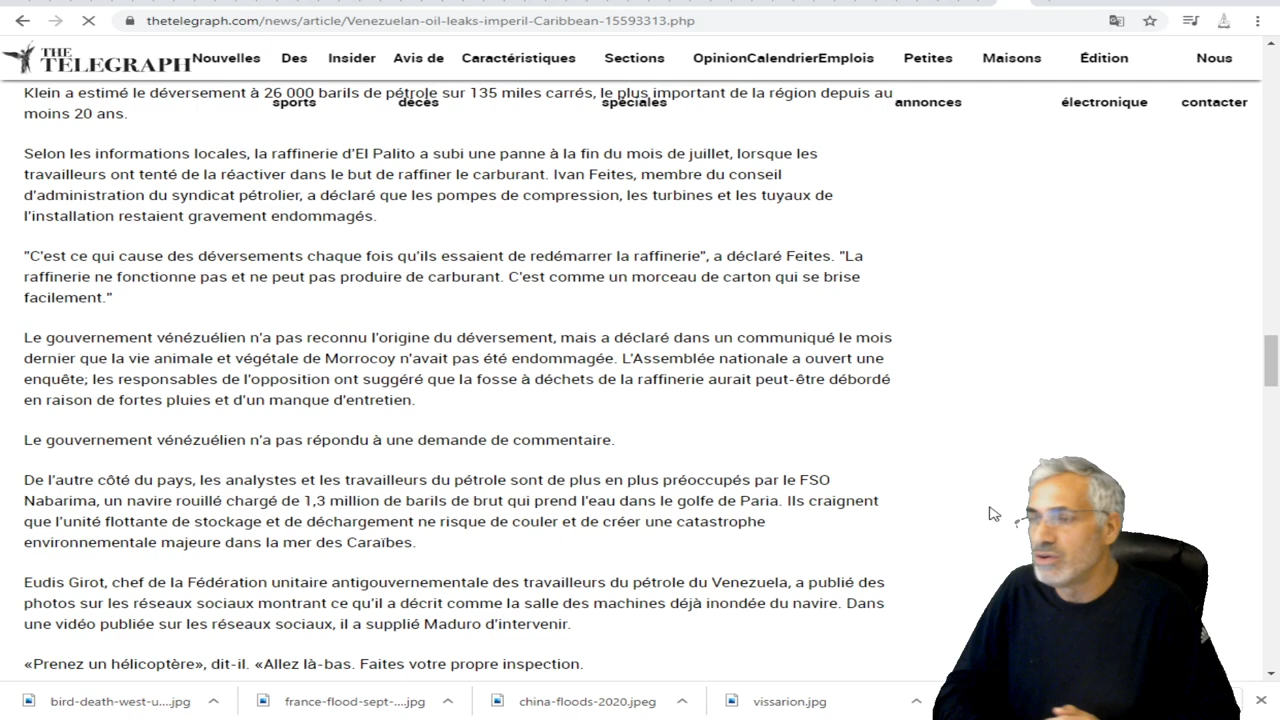 thetelegraph.com/news/article/Venezuelan-oil-leaks-imperil-Caribbean-15593313.php
THE TELEGRAPH
Nouvelles Des sports Insider Avis de décès Caractéristiques Sections spéciales Opinion Calendrier Emplois Petites annonces Maisons Édition électronique Nous contacter
Klein a estimé le déversement à 26 000 barils de pétrole sur 135 miles carrés, le plus important de la région depuis au
moins 20 ans.
Selon les informations locales, la raffinerie d'El Palito a subi une panne à la fin du mois de juillet, lorsque les
travailleurs ont tenté de la réactiver dans le but de raffiner le carburant. Ivan Feites, membre du conseil
d'administration du syndicat pétrolier, a déclaré que les pompes de compression, les turbines et les tuyaux de
l'installation restaient gravement endommagés.
"C'est ce qui cause des déversements chaque fois qu'ils essaient de redémarrer la raffinerie", a déclaré Feites. "La
raffinerie ne fonctionne pas et ne peut pas produire de carburant. C'est comme un morceau de carton qui se brise
facilement."
Le gouvernement vénézuélien n'a pas reconnu l'origine du déversement, mais a déclaré dans un communiqué le mois
dernier que la vie animale et végétale de Morrocoy n'avait pas été endommagée. L'Assemblée nationale a ouvert une
enquête; les responsables de l'opposition ont suggéré que la fosse à déchets de la raffinerie aurait peut-être débordé
en raison de fortes pluies et d'un manque d'entretien.
Le gouvernement vénézuélien n'a pas répondu à une demande de commentaire.
De l'autre côté du pays, les analystes et les travailleurs du pétrole sont de plus en plus préoccupés par le FSO
Nabarima, un navire rouillé chargé de 1,3 million de barils de brut qui prend l'eau dans le golfe de Paria. Ils craignent
que l'unité flottante de stockage et de déchargement ne risque de couler et de créer une catastrophe
environnementale majeure dans la mer des Caraïbes.
Eudis Girot, chef de la Fédération unitaire antigouvernementale des travailleurs du pétrole du Venezuela, a publié des
photos sur les réseaux sociaux montrant ce qu'il a décrit comme la salle des machines déjà inondée du navire. Dans
une vidéo publiée sur les réseaux sociaux, il a supplié Maduro d'intervenir.
«Prenez un hélicoptère», dit-il. «Allez là-bas. Faites votre propre inspection.
bird-death-west-u....jpg france-flood-sept-....jpg china-floods-2020.jpeg vissarion.jpg